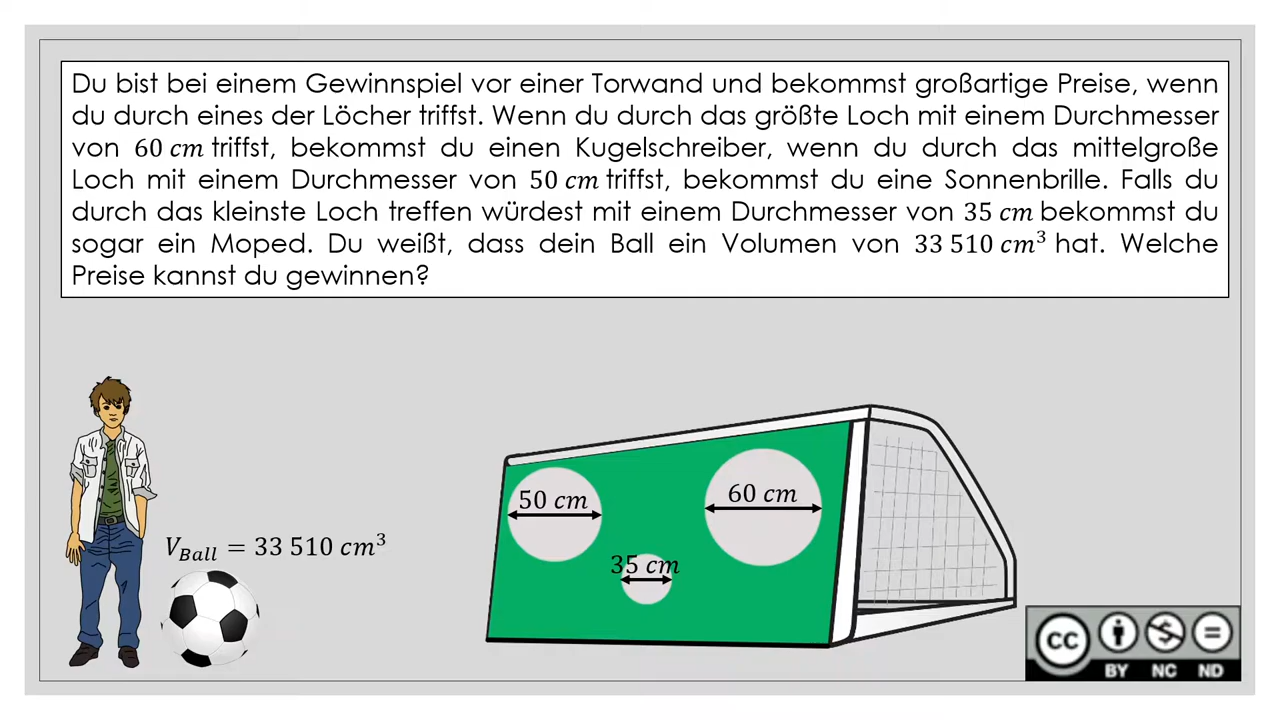 Du bist bei einem Gewinnspiel vor einer Torwand und bekommst großartige Preise, wenn
du durch eines der Löcher triffst. Wenn du durch das größte Loch mit einem Durchmesser
von 60 cm triffst, bekommst du einen Kugelschreiber, wenn du durch das mittelgroße
Loch mit einem Durchmesser von 50 cm triffst, bekommst du eine Sonnenbrille. Falls du
durch das kleinste Loch treffen würdest mit einem Durchmesser von 35 cm bekommst du
sogar ein Moped. Du weißt, dass dein Ball ein Volumen von 33 510 cm³ hat. Welche
Preise kannst du gewinnen?
50 cm
60 cm
35 cm
V_Ball = 33 510 cm³
CC
BY NC ND